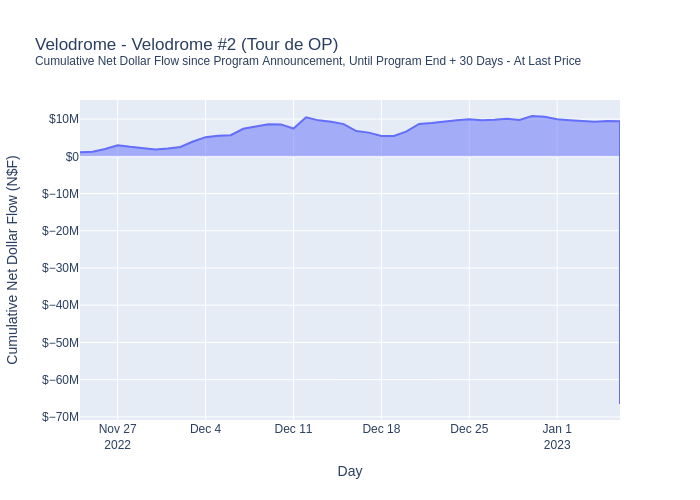 Velodrome - Velodrome #2 (Tour de OP)
Cumulative Net Dollar Flow since Program Announcement, Until Program End + 30 Days - At Last Price
Cumulative Net Dollar Flow (N$F)
$10M
$0
$−10M
$−20M
$−30M
$−40M
$−50M
$−60M
$−70M
Nov 27 Dec 4 Dec 11 Dec 18 Dec 25 Jan 1
2022 2023
Day